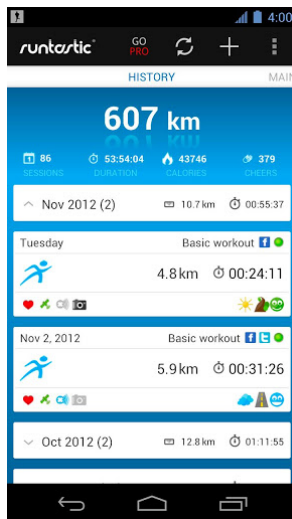 4:00
runtastic
GO
PRO
HISTORY
MAI
607 km
86
53:54:04
43746
379
SESSIONS
DURATION
CALORIES
CHEERS
Nov 2012 (2)
10.7 km
00:55:37
Tuesday
Basic workout
4.8 km
00:24:11
Nov 2, 2012
Basic workout
5.9 km
00:31:26
Oct 2012 (2)
12.8 km
01:11:55